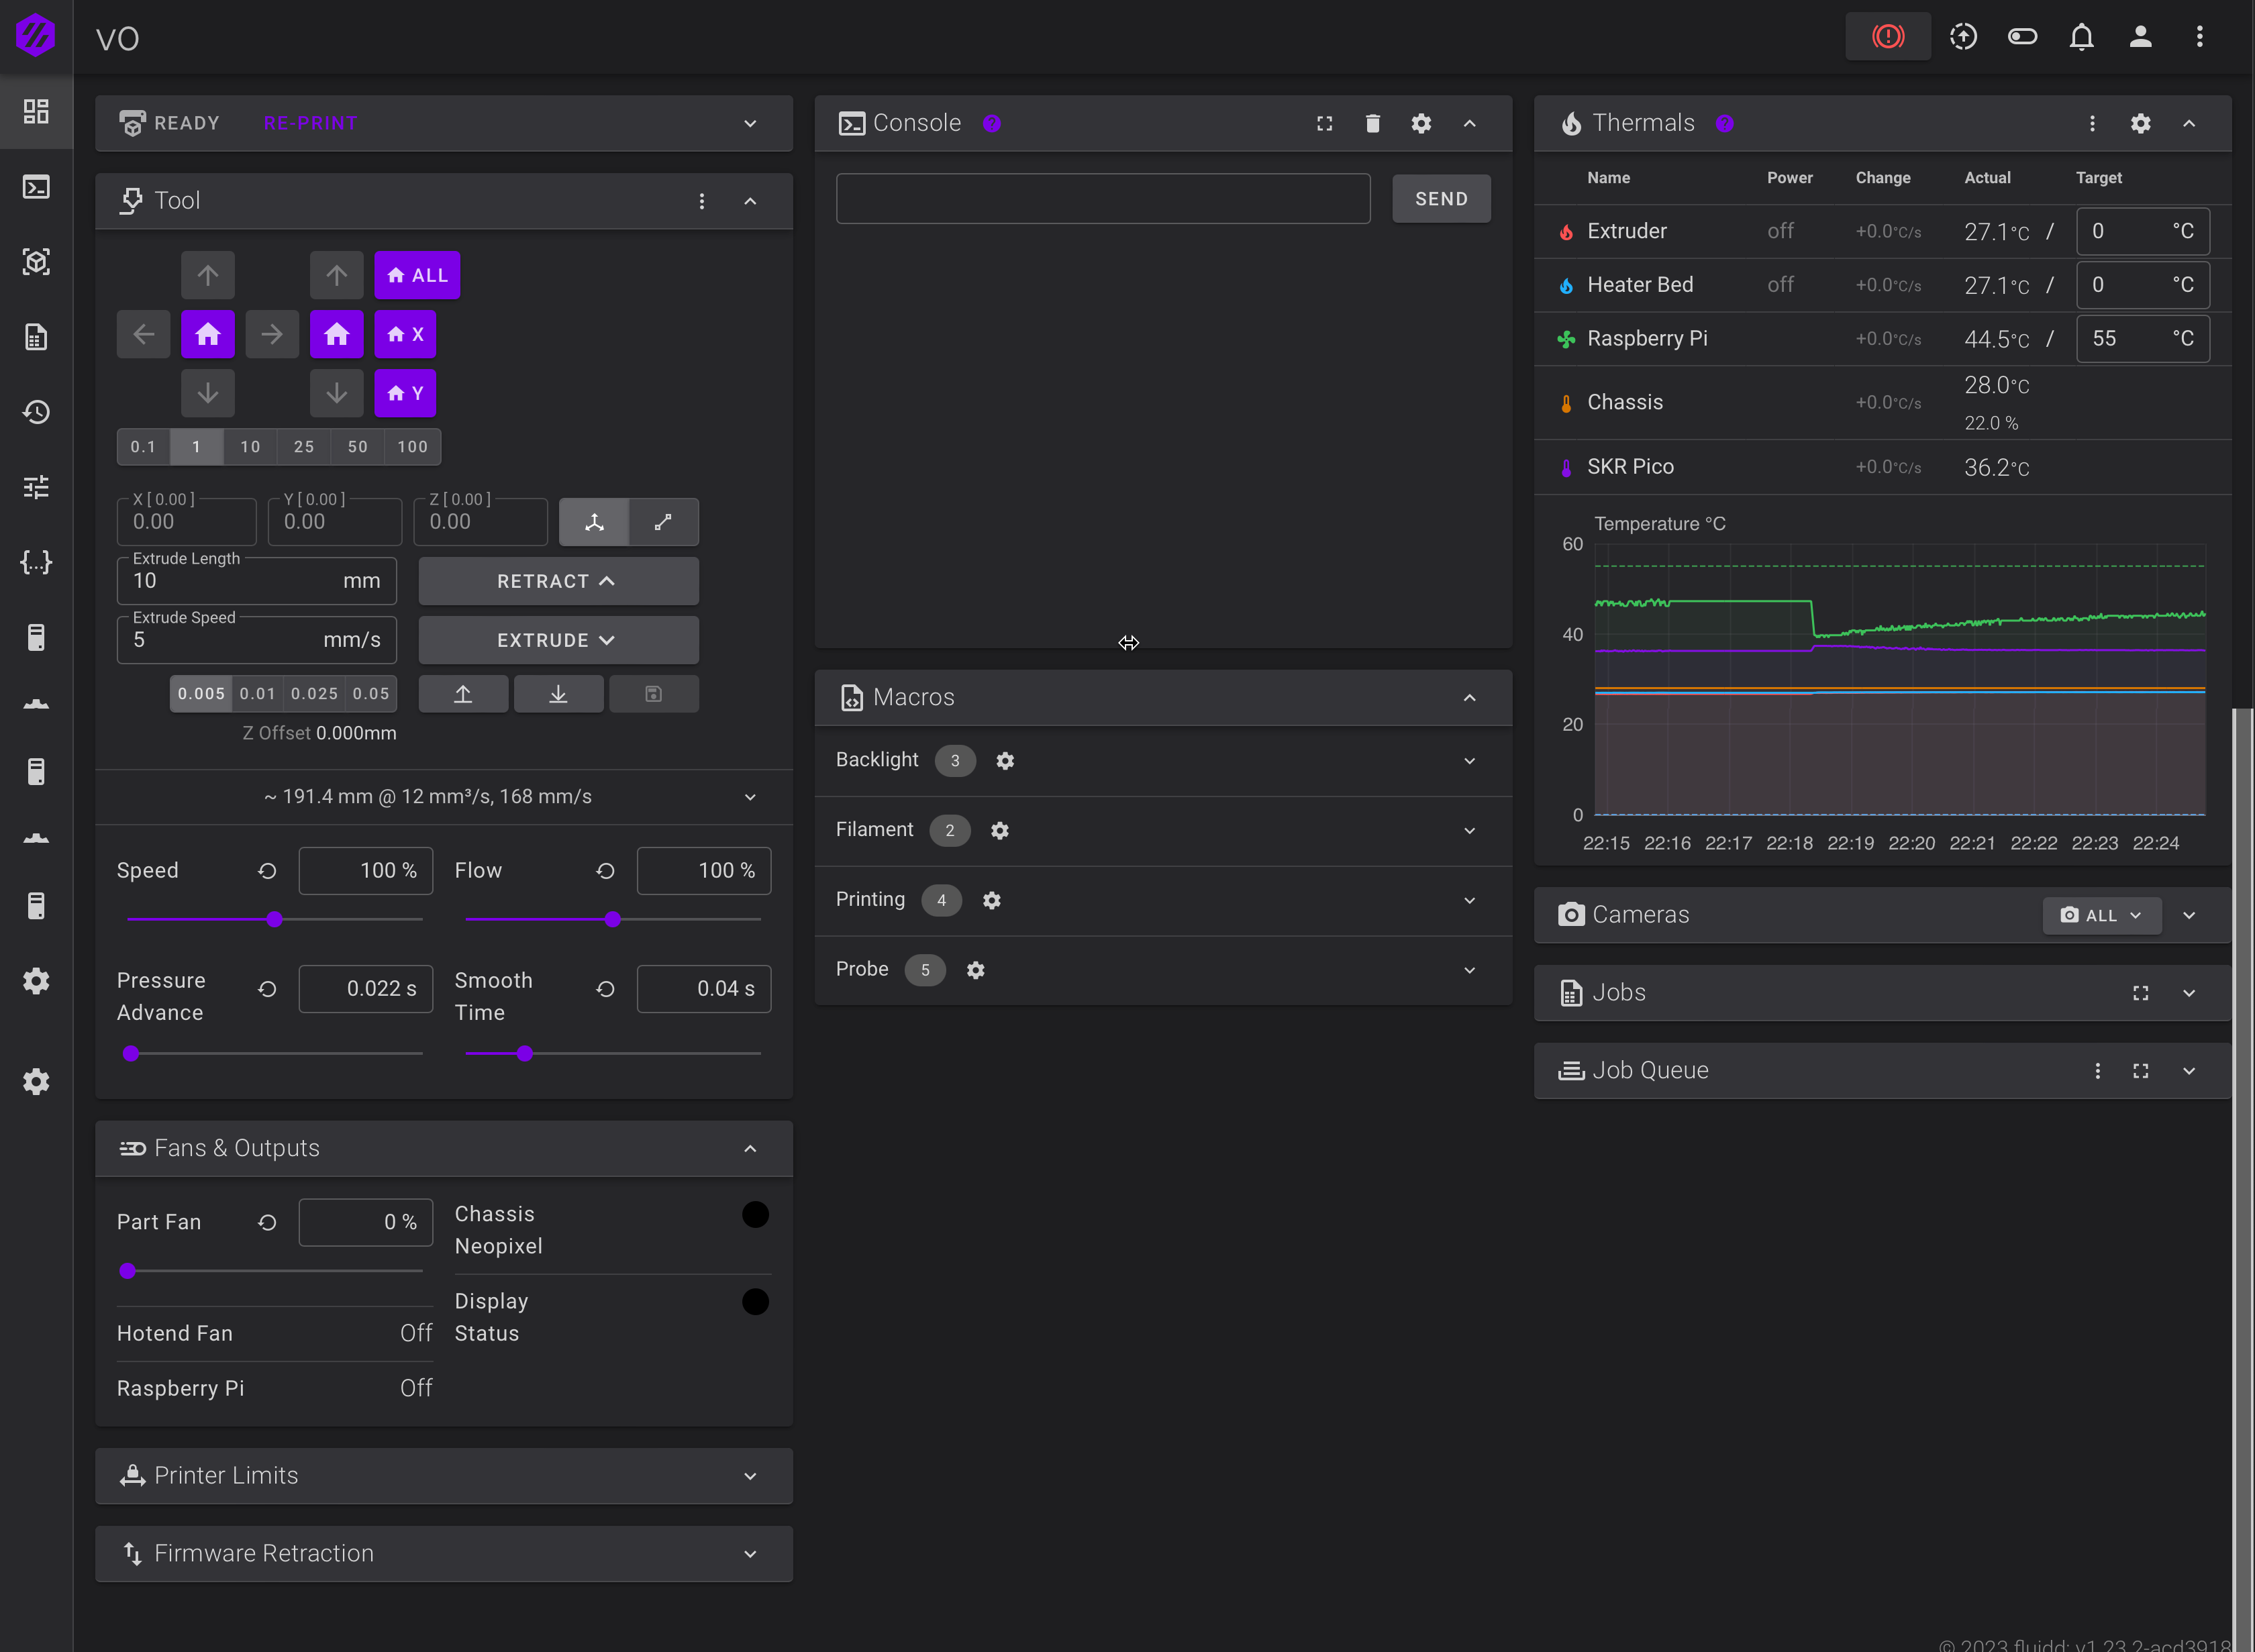 v0
READY RE-PRINT
Tool
ALL
X
Y
0.1 1 10 25 50 100
X [ 0.00 ] Y [ 0.00 ] Z [ 0.00 ]
0.00 0.00 0.00
Extrude Length
10 mm RETRACT
Extrude Speed
5 mm/s EXTRUDE
0.005 0.01 0.025 0.05
Z Offset 0.000mm
~ 191.4 mm @ 12 mm³/s, 168 mm/s
Speed 100 % Flow 100 %
Pressure Advance 0.022 s
Smooth Time 0.04 s
Fans & Outputs
Part Fan 0 %
Hotend Fan Off
Raspberry Pi Off
Chassis
Neopixel
Display
Status
Printer Limits
Firmware Retraction
Console ?
SEND
Macros
Backlight 3
Filament 2
Printing 4
Probe 5
Thermals ?
Name Power Change Actual Target
Extruder off +0.0°C/s 27.1°C / 0 °C
Heater Bed off +0.0°C/s 27.1°C / 0 °C
Raspberry Pi +0.0°C/s 44.5°C / 55 °C
Chassis +0.0°C/s 28.0°C
22.0 %
SKR Pico +0.0°C/s 36.2°C
Temperature °C
60
40
20
0
22:15 22:16 22:17 22:18 22:19 22:20 22:21 22:22 22:23 22:24
Cameras ALL
Jobs
Job Queue
© 2023 fluidd: v1.23.2-acd3918